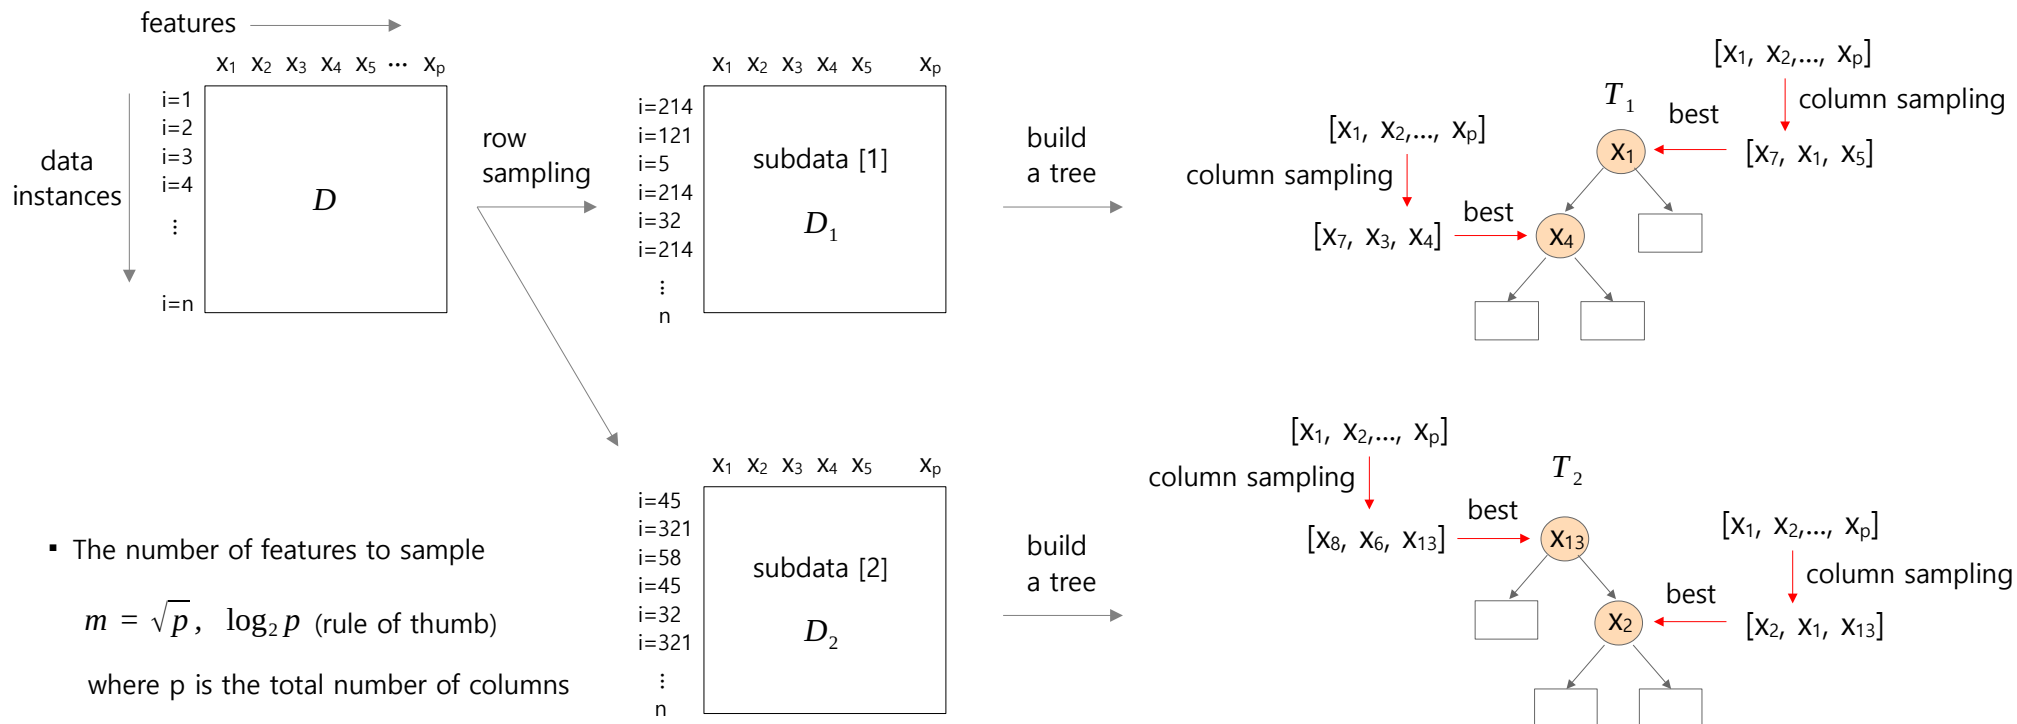 features
x₁ x₂ x₃ x₄ x₅ ··· xₚ
data
instances
i=1
i=2
i=3
i=4
⋮
i=n
D
row
sampling
x₁ x₂ x₃ x₄ x₅ xₚ
i=214
i=121
i=5
i=214
i=32
i=214
⋮
n
subdata [1]
D₁
build
a tree
[x₁, x₂,..., xₚ]
column sampling
[x₇, x₃, x₄]
best
T₁
[x₁, x₂,..., xₚ]
column sampling
best
[x₇, x₁, x₅]
x₁
x₄
x₁ x₂ x₃ x₄ x₅ xₚ
i=45
i=321
i=58
i=45
i=32
i=321
⋮
n
subdata [2]
D₂
build
a tree
[x₁, x₂,..., xₚ]
column sampling
[x₈, x₆, x₁₃]
best
T₂
x₁₃
[x₁, x₂,..., xₚ]
column sampling
best
[x₂, x₁, x₁₃]
x₂
▪ The number of features to sample
m = √p, log₂ p (rule of thumb)
where p is the total number of columns